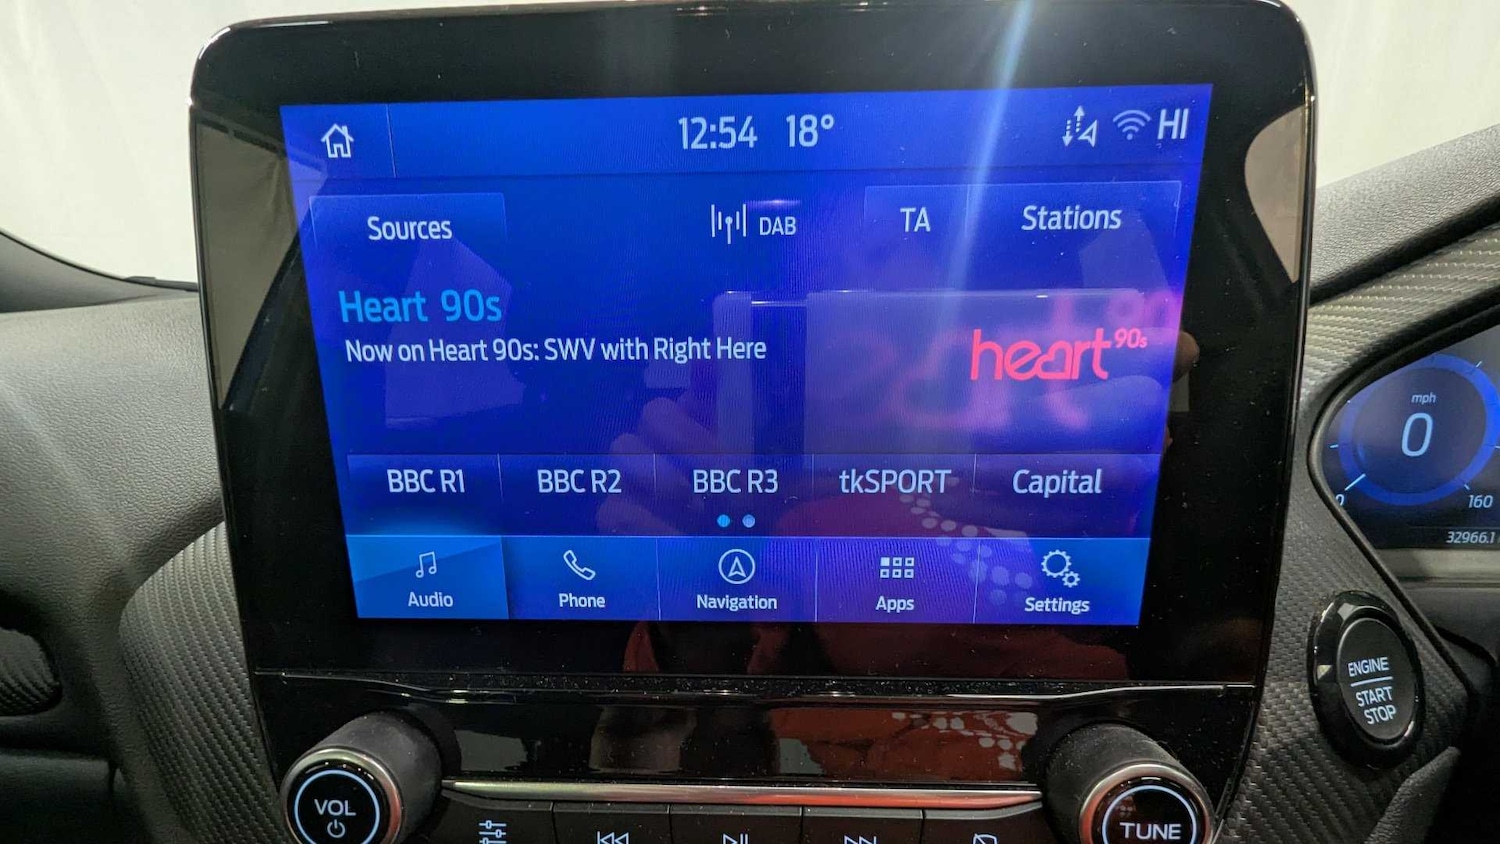 12:54 18° HI
Sources DAB TA Stations
Heart 90s
Now on Heart 90s: SWV with Right Here
heart 90s
BBC R1 BBC R2 BBC R3 tkSPORT Capital
Audio Phone Navigation Apps Settings
mph
0
0 160
32966.1
ENGINE
START
STOP
VOL
TUNE